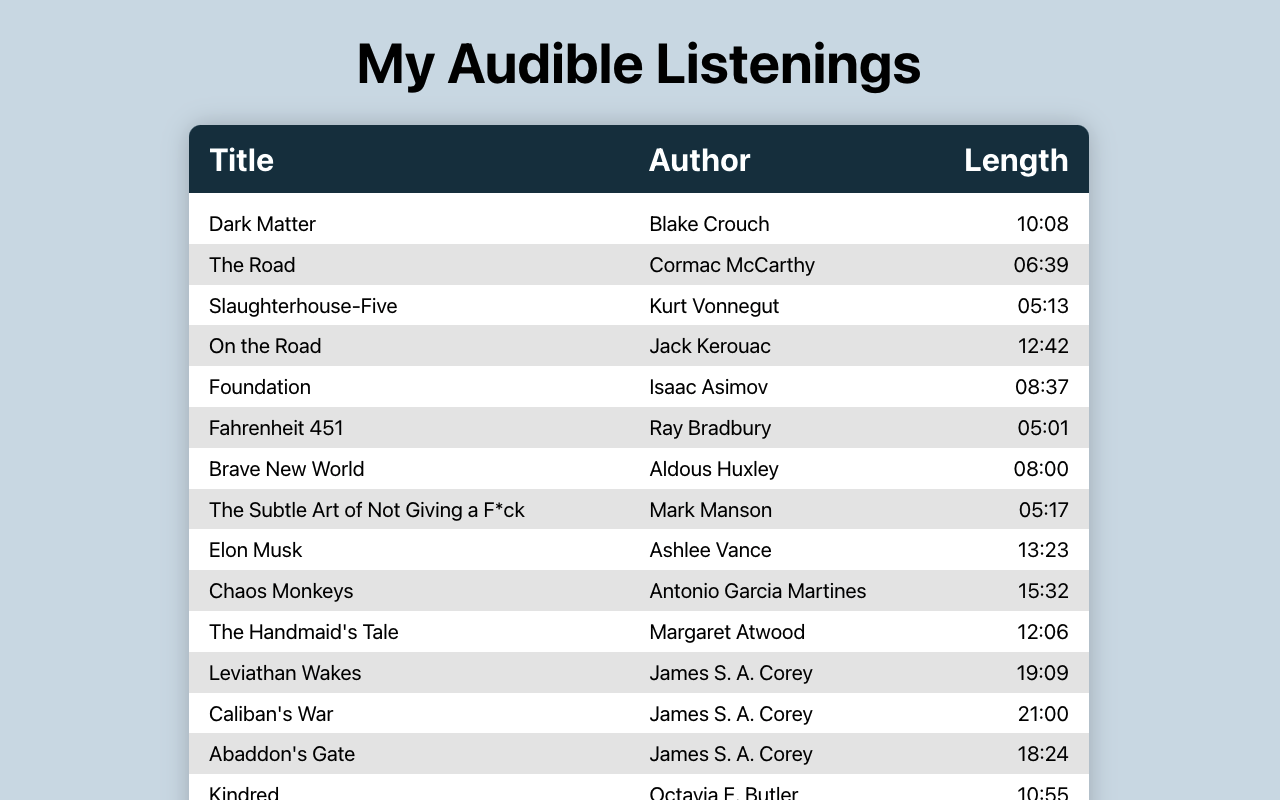 My Audible Listenings
Title Author Length
Dark Matter Blake Crouch 10:08
The Road Cormac McCarthy 06:39
Slaughterhouse-Five Kurt Vonnegut 05:13
On the Road Jack Kerouac 12:42
Foundation Isaac Asimov 08:37
Fahrenheit 451 Ray Bradbury 05:01
Brave New World Aldous Huxley 08:00
The Subtle Art of Not Giving a F*ck Mark Manson 05:17
Elon Musk Ashlee Vance 13:23
Chaos Monkeys Antonio Garcia Martines 15:32
The Handmaid's Tale Margaret Atwood 12:06
Leviathan Wakes James S. A. Corey 19:09
Caliban's War James S. A. Corey 21:00
Abaddon's Gate James S. A. Corey 18:24
Kindred Octavia E. Butler 10:55